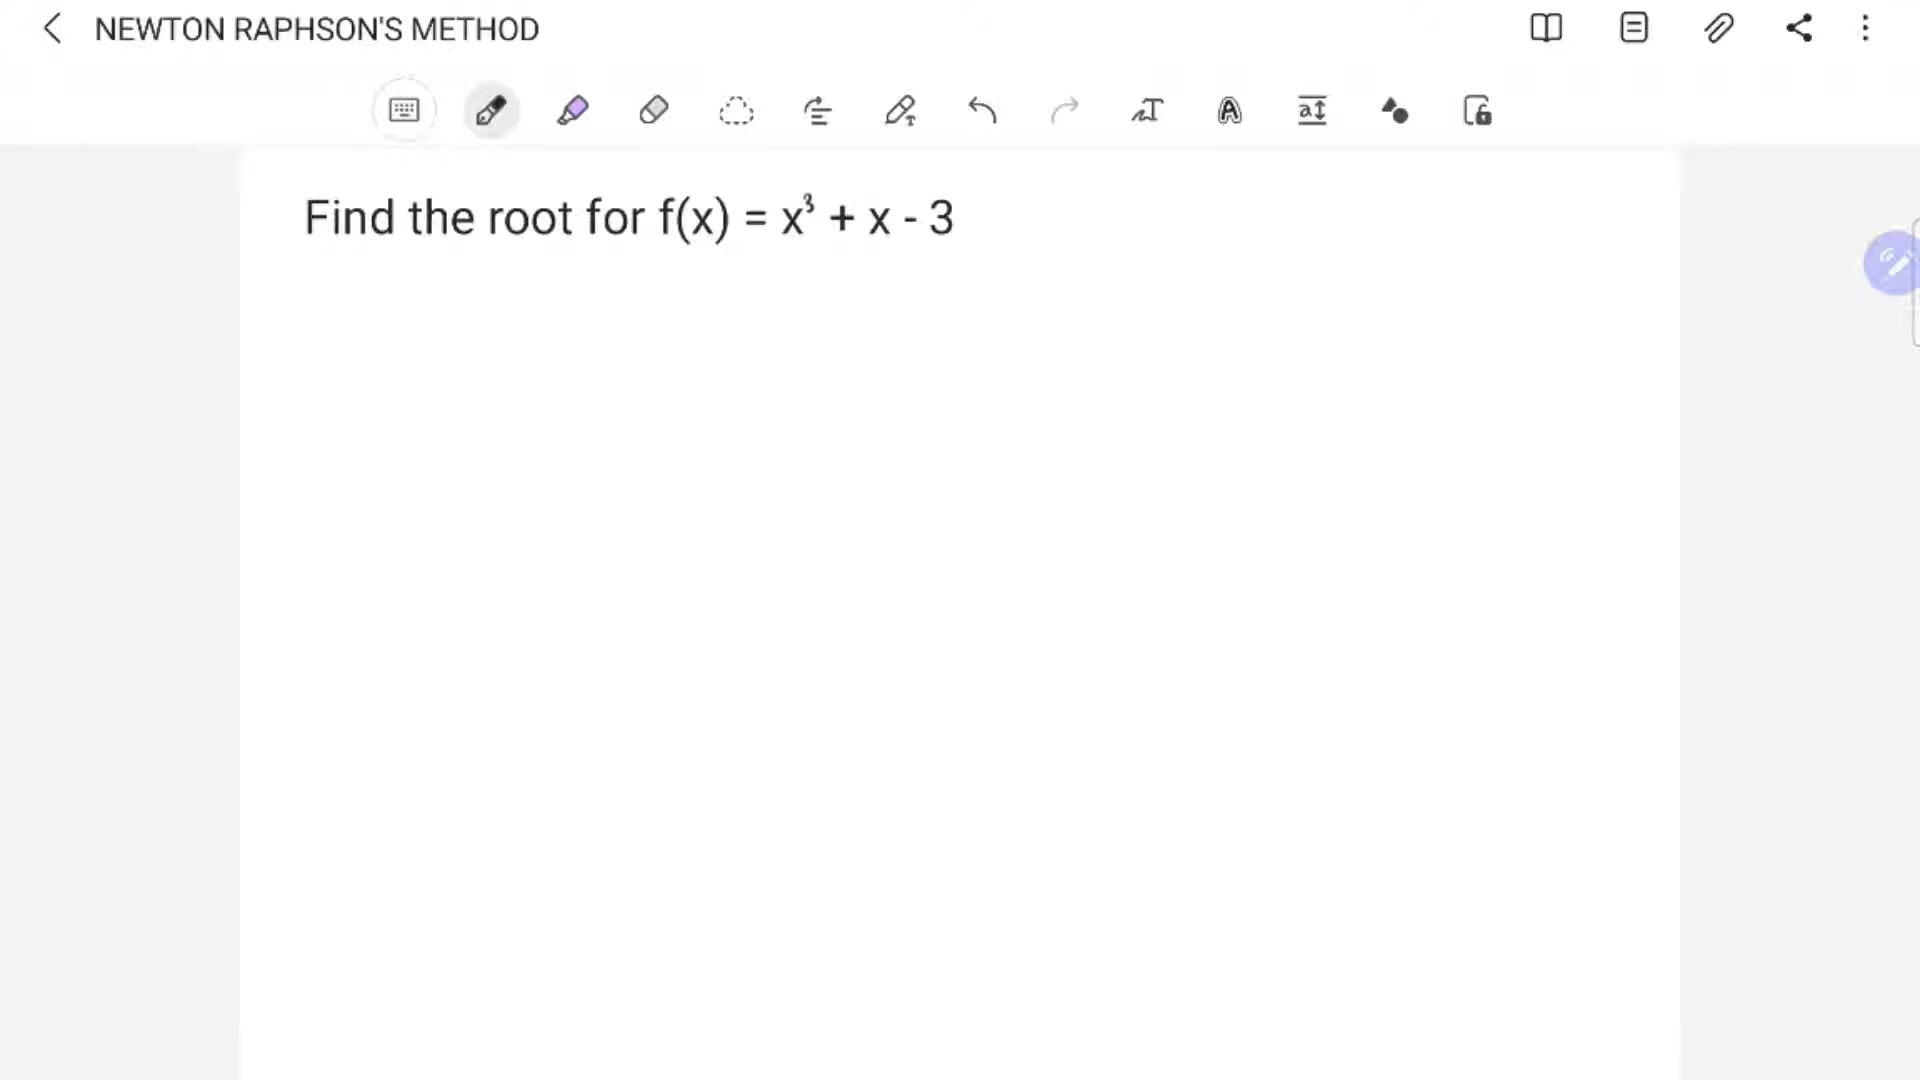 NEWTON RAPHSON'S METHOD
Find the root for f(x) = x³ + x - 3